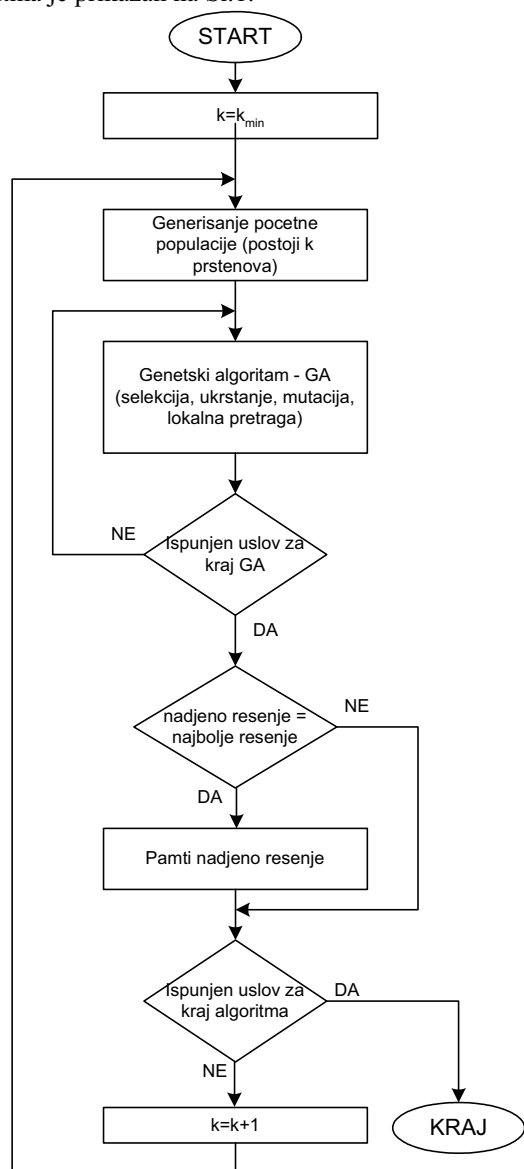 START
k=kmin
Generisanje pocetne
populacije (postoji k
prstenova)
Genetski algoritam - GA
(selekcija, ukrstanje, mutacija,
lokalna pretraga)
NE
Ispunjen uslov za
kraj GA
DA
nadjeno resenje =
najbolje resenje
NE
DA
Pamti nadjeno resenje
Ispunjen uslov za
kraj algoritma
DA
NE
k=k+1
KRAJ